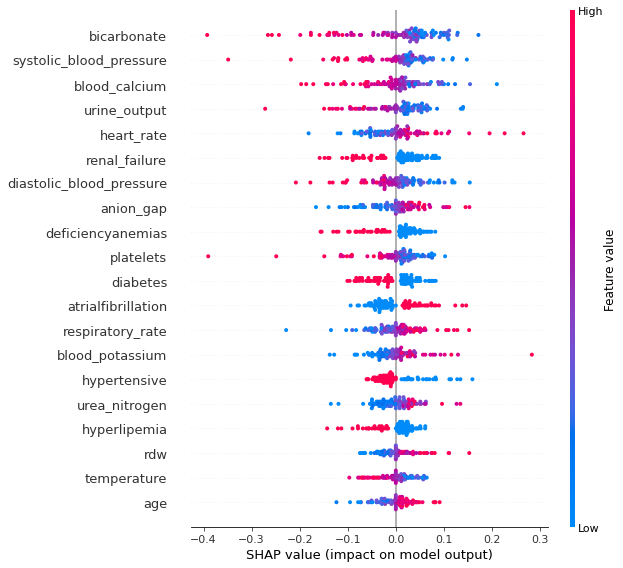 High
bicarbonate
systolic_blood_pressure
blood_calcium
urine_output
heart_rate
renal_failure
diastolic_blood_pressure
anion_gap
deficiencyanemias
platelets
diabetes
atrialfibrillation
respiratory_rate
blood_potassium
hypertensive
urea_nitrogen
hyperlipemia
rdw
temperature
age
Feature value
Low
−0.4 −0.3 −0.2 −0.1 0.0 0.1 0.2 0.3
SHAP value (impact on model output)